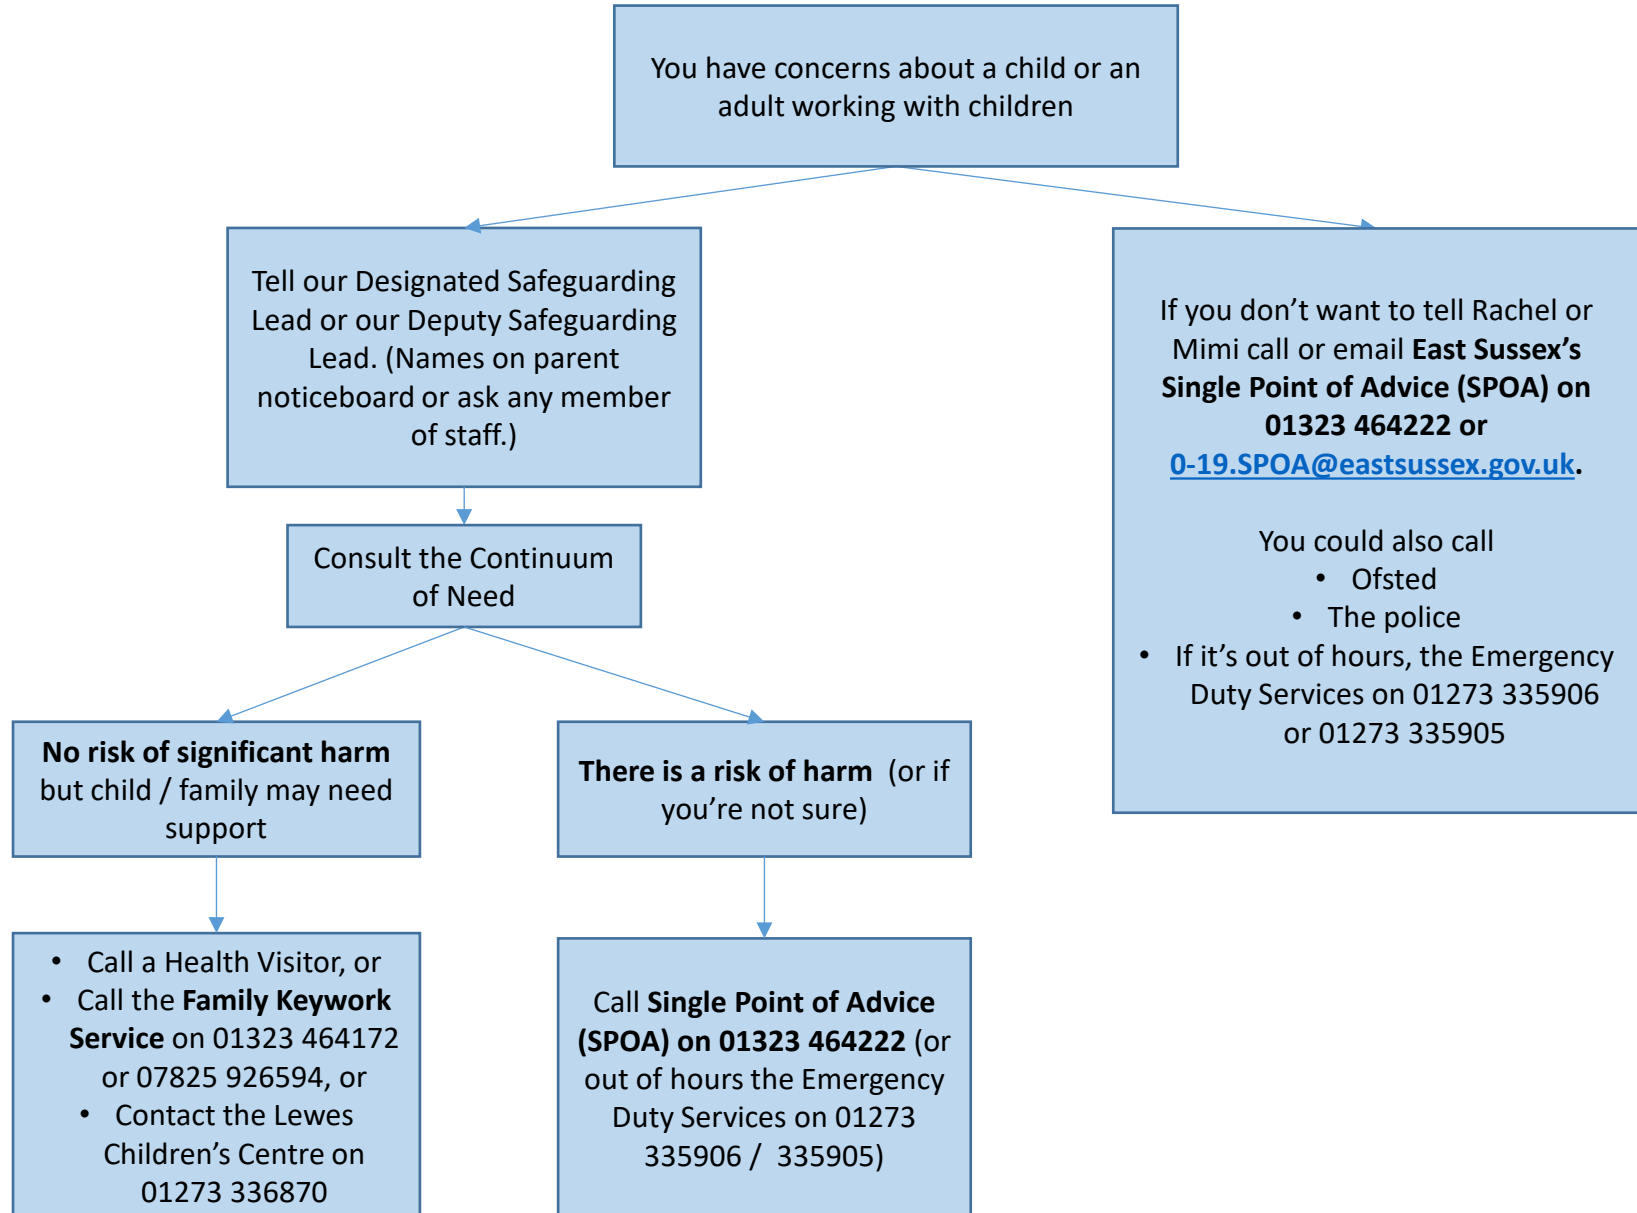 You have concerns about a child or an
adult working with children
Tell our Designated Safeguarding
Lead or our Deputy Safeguarding
Lead. (Names on parent
noticeboard or ask any member
of staff.)
If you don’t want to tell Rachel or
Mimi call or email East Sussex’s
Single Point of Advice (SPOA) on
01323 464222 or
0-19.SPOA@eastsussex.gov.uk.
You could also call
• Ofsted
• The police
• If it’s out of hours, the Emergency
Duty Services on 01273 335906
or 01273 335905
Consult the Continuum
of Need
No risk of significant harm
but child / family may need
support
There is a risk of harm (or if
you’re not sure)
• Call a Health Visitor, or
• Call the Family Keywork
Service on 01323 464172
or 07825 926594, or
• Contact the Lewes
Children’s Centre on
01273 336870
Call Single Point of Advice
(SPOA) on 01323 464222 (or
out of hours the Emergency
Duty Services on 01273
335906 / 335905)